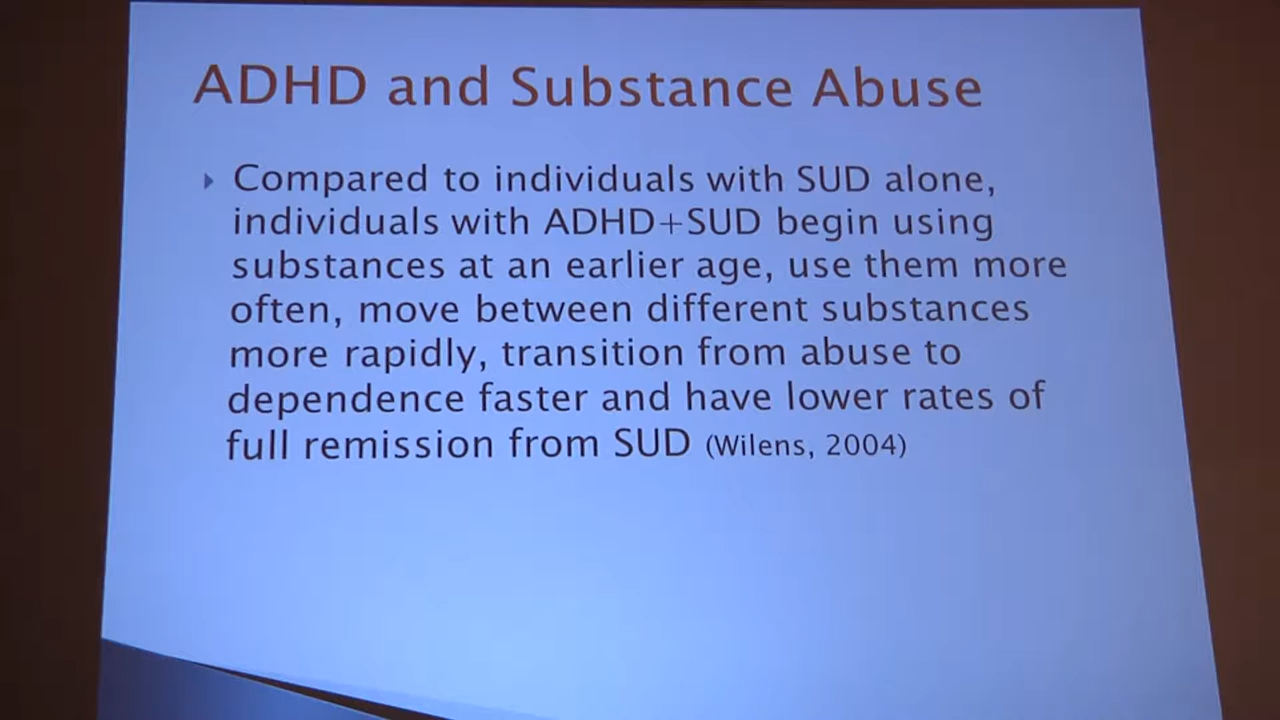 ADHD and Substance Abuse
Compared to individuals with SUD alone,
individuals with ADHD+SUD begin using
substances at an earlier age, use them more
often, move between different substances
more rapidly, transition from abuse to
dependence faster and have lower rates of
full remission from SUD (Wilens, 2004)